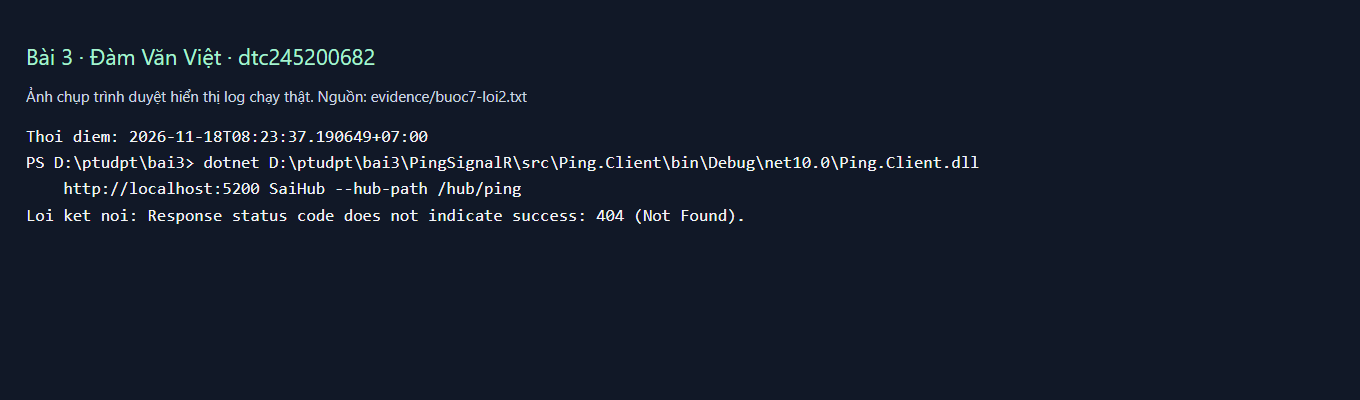 Bài 3 · Đàm Văn Việt · dtc245200682
Ảnh chụp trình duyệt hiển thị log chạy thật. Nguồn: evidence/buoc7-loi2.txt
Thoi diem: 2026-11-18T08:23:37.190649+07:00
PS D:\ptudpt\bai3> dotnet D:\ptudpt\bai3\PingSignalR\src\Ping.Client\bin\Debug\net10.0\Ping.Client.dll
    http://localhost:5200 SaiHub --hub-path /hub/ping
Loi ket noi: Response status code does not indicate success: 404 (Not Found).